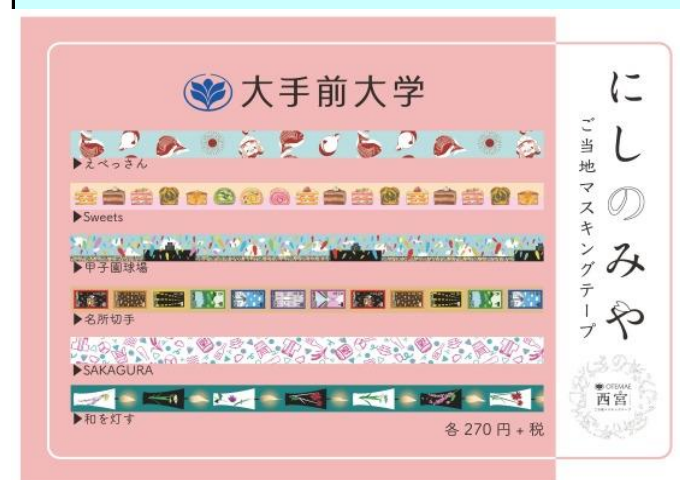 大手前大学
▶えべっさん
▶Sweets
▶甲子園球場
▶名所切手
▶SAKAGURA
▶和を灯す
各 270 円 + 税
にしのみや
ご当地マスキングテープ
OTEMAE
西宮